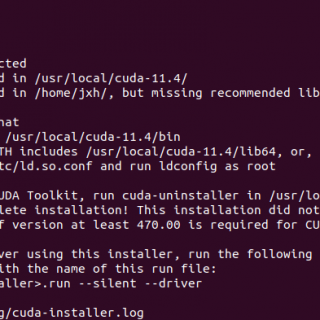 cted
d in /usr/local/cuda-11.4/
d in /home/jxh/, but missing recommended lib
hat
/usr/local/cuda-11.4/bin
TH includes /usr/local/cuda-11.4/lib64, or,
tc/ld.so.conf and run ldconfig as root
UDA Toolkit, run cuda-uninstaller in /usr/lo
lete installation! This installation did not
f version at least 470.00 is required for CU
ver using this installer, run the following
ith the name of this run file:
aller>.run --silent --driver
g/cuda-installer.log